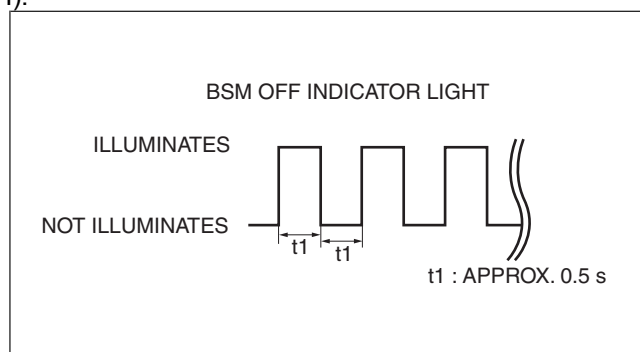 I).
BSM OFF INDICATOR LIGHT
ILLUMINATES
NOT ILLUMINATES
t1
t1
t1 : APPROX. 0.5 s